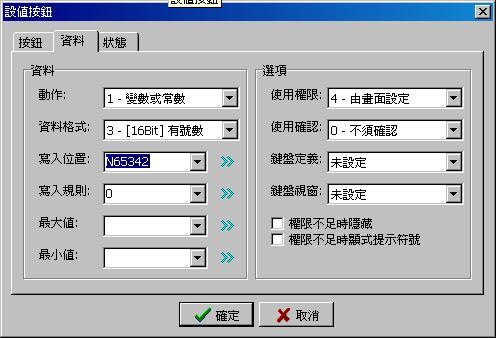 設值按鈕
設值按鈕
按鈕
資料
狀態
資料
動作:
1 - 變數或常數
資料格式:
3 - [16Bit] 有號數
寫入位置:
N65342
寫入規則:
0
最大值:
最小值:
選項
使用權限:
4 - 由畫面設定
使用確認:
0 - 不須確認
鍵盤定義:
未設定
鍵盤視窗:
未設定
權限不足時隱藏
權限不足時顯式提示符號
確定
取消